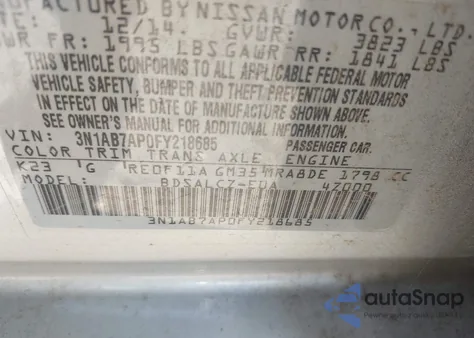 MANUFACTURED BY NISSAN MOTOR CO., LTD.
12/14 GVWR: 3823 LBS
GAWR FR: 1995 LBS GAWR RR: 1841 LBS
THIS VEHICLE CONFORMS TO ALL APPLICABLE FEDERAL MOTOR
VEHICLE SAFETY, BUMPER AND THEFT PREVENTION STANDARDS
IN EFFECT ON THE DATE OF MANUFACTURE SHOWN ABOVE.
SEE OWNER'S MANUAL FOR ADDITIONAL INFORMATION.
VIN: 3N1AB7AP0FY218685 PASSENGER CAR
COLOR TRIM TRANS AXLE ENGINE
K23 G RE0F11A GM35 MRA8DE 1798 CC
MODEL: BDSALCZ-EDA 47000
3N1AB7AP0FY218685
autoSnap